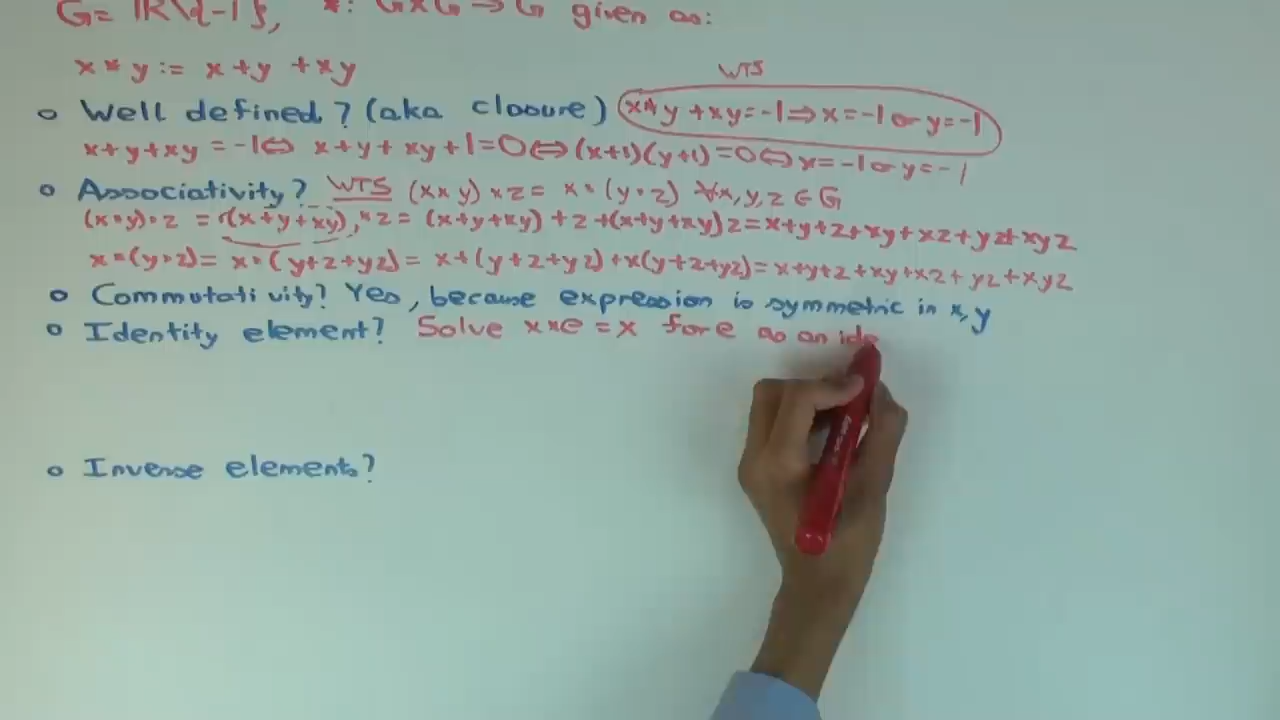 G = ℝ\{-1}, *: G×G→G given as:
x * y := x + y + xy
WTS
○ Well defined? (aka closure) x+y+xy=-1⇒x=-1 or y=-1
x+y+xy=-1⇔ x+y+xy+1=0⇔(x+1)(y+1)=0⇔x=-1 or y=-1
○ Associativity? WTS (x*y)*z = x*(y*z) ∀x,y,z∈G
(x*y)*z = (x+y+xy)*z = (x+y+xy)+z+(x+y+xy)z=x+y+z+xy+xz+yz+xyz
x*(y*z)= x*(y+z+yz)= x+(y+z+yz)+x(y+z+yz)=x+y+z+xy+xz+yz+xyz
○ Commutativity? Yes, because expression is symmetric in x,y
○ Identity element? Solve x*e=x for e as an ide
○ Inverse elements?